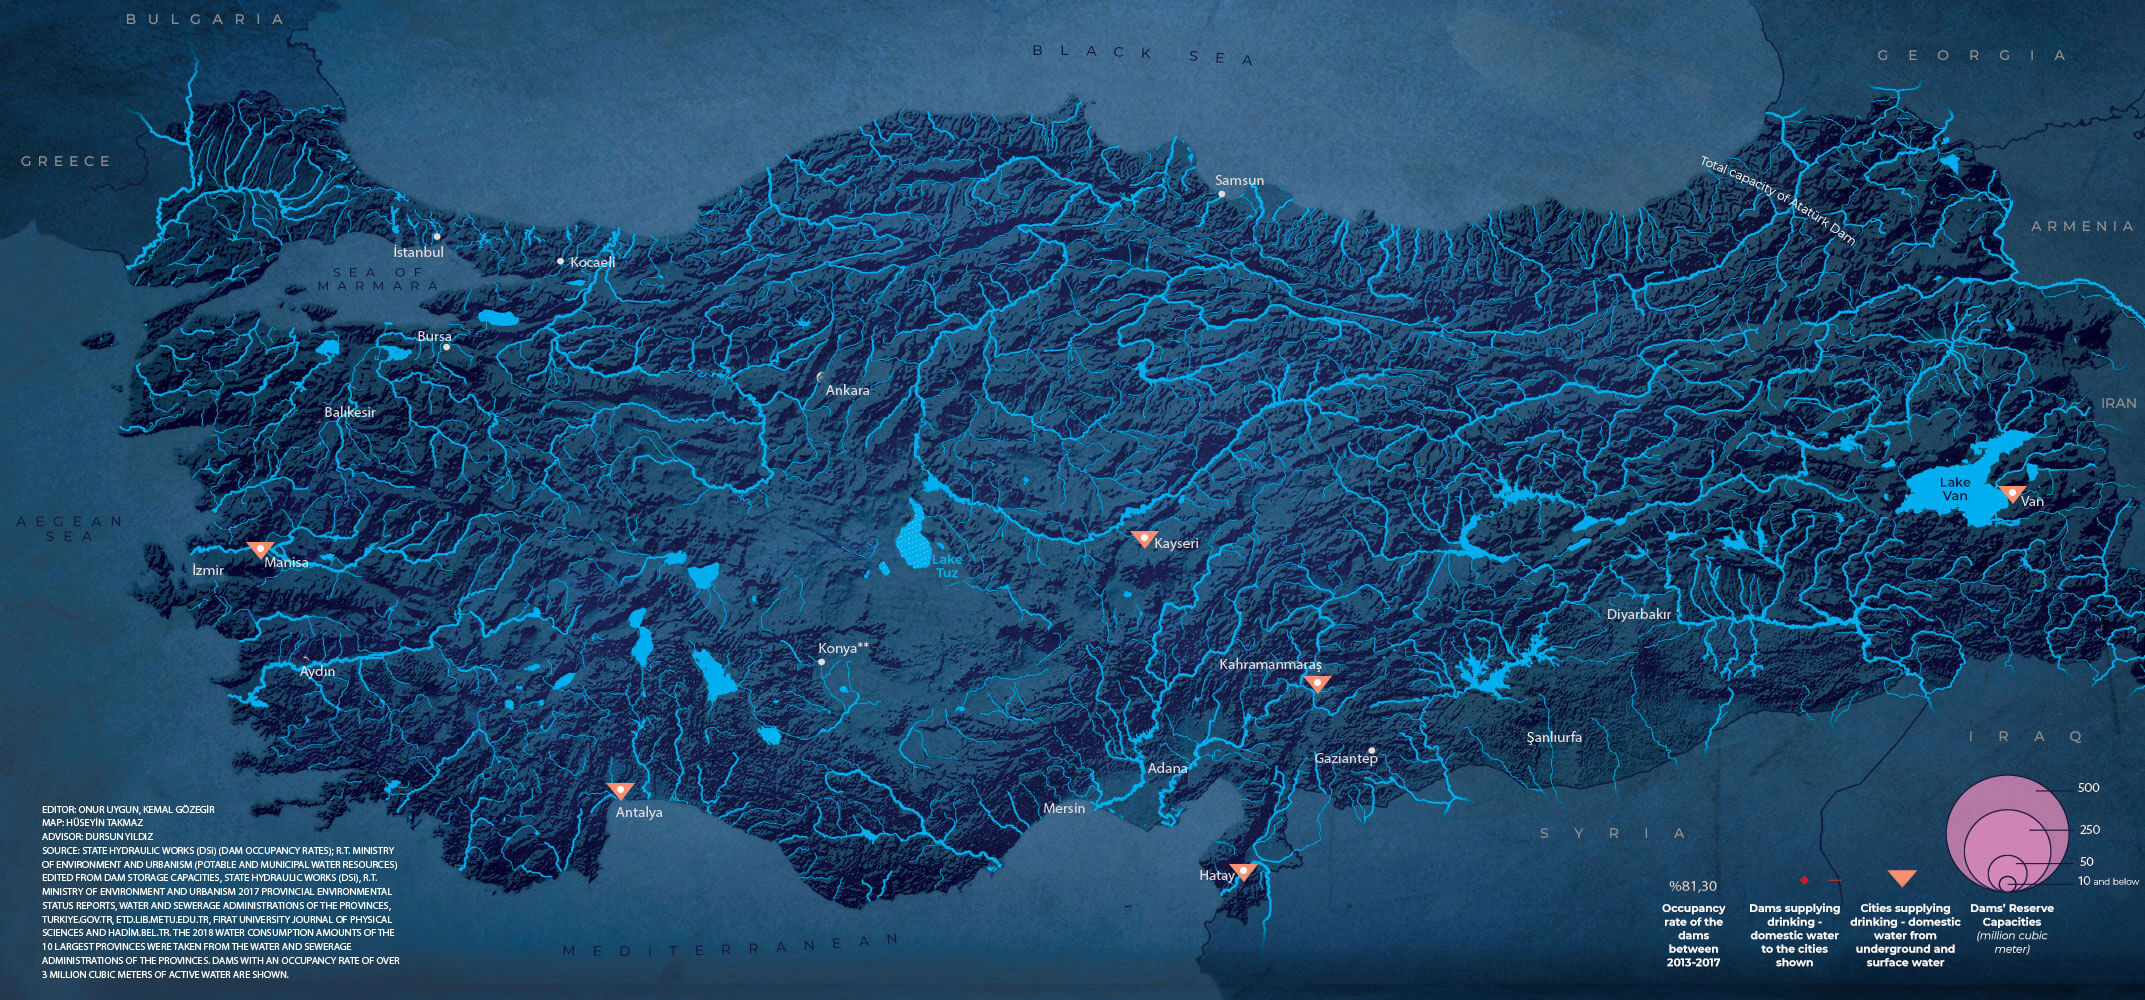 BULGARIA
BLACK SEA
GEORGIA
GREECE
Total capacity of Atatürk Dam
Samsun
ARMENIA
İstanbul
Kocaeli
SEA OF
MARMARA
Bursa
Ankara
Balıkesir
IRAN
Lake
Van
Van
AEGEAN
SEA
Manisa
İzmir
Kayseri
Lake
Tuz
Diyarbakır
Konya**
Kahramanmaraş
Aydın
Şanlıurfa
IRAQ
Gaziantep
Adana
Mersin
Antalya
SYRIA
Hatay
MEDITERRANEAN
EDITOR: ONUR UYGUN, KEMAL GÖZEGİR
MAP: HÜSEYİN TAKMAZ
ADVISOR: DURSUN YILDIZ
SOURCE: STATE HYDRAULIC WORKS (DSİ) (DAM OCCUPANCY RATES); R.T. MINISTRY
OF ENVIRONMENT AND URBANISM (POTABLE AND MUNICIPAL WATER RESOURCES)
EDITED FROM DAM STORAGE CAPACITIES, STATE HYDRAULIC WORKS (DSİ), R.T.
MINISTRY OF ENVIRONMENT AND URBANISM 2017 PROVINCIAL ENVIRONMENTAL
STATUS REPORTS, WATER AND SEWERAGE ADMINISTRATIONS OF THE PROVINCES,
TURKIYE.GOV.TR, ETD.LIB.METU.EDU.TR, FIRAT UNIVERSITY JOURNAL OF PHYSICAL
SCIENCES AND HADİM.BEL.TR. THE 2018 WATER CONSUMPTION AMOUNTS OF THE
10 LARGEST PROVINCES WERE TAKEN FROM THE WATER AND SEWERAGE
ADMINISTRATIONS OF THE PROVINCES. DAMS WITH AN OCCUPANCY RATE OF OVER
3 MILLION CUBIC METERS OF ACTIVE WATER ARE SHOWN.
%81,30
Occupancy
rate of the
dams
between
2013-2017
Dams supplying
drinking -
domestic water
to the cities
shown
Cities supplying
drinking - domestic
water from
underground and
surface water
500
250
50
10 and below
Dams' Reserve
Capacities
(million cubic
meter)